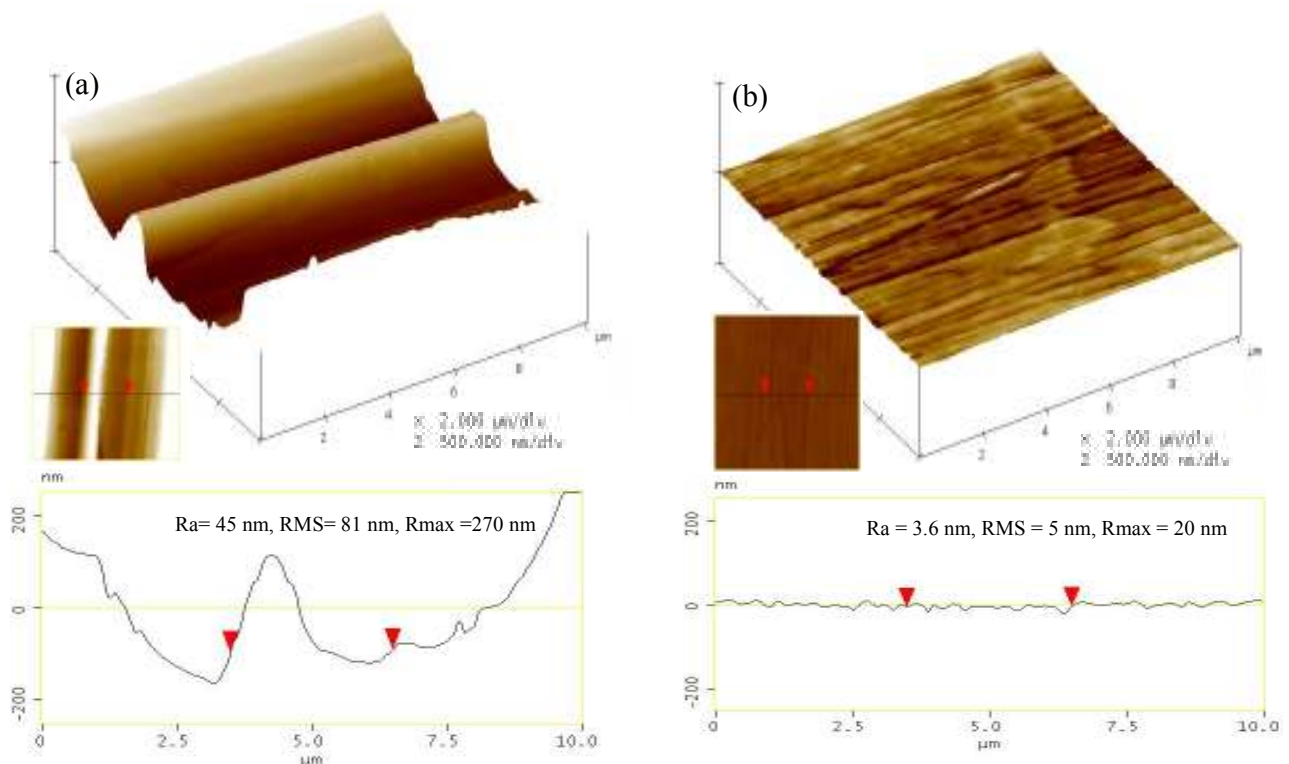 (a)
μm
8
6
4
2
X 2.000 μm/div
Z 500.000 nm/div
nm
200
0
-200
Ra= 45 nm, RMS= 81 nm, Rmax =270 nm
0 2.5 5.0 7.5 10.0
μm
(b)
μm
8
6
4
2
X 2.000 μm/div
Z 500.000 nm/div
nm
200
0
-200
Ra = 3.6 nm, RMS = 5 nm, Rmax = 20 nm
0 2.5 5.0 7.5 10.0
μm